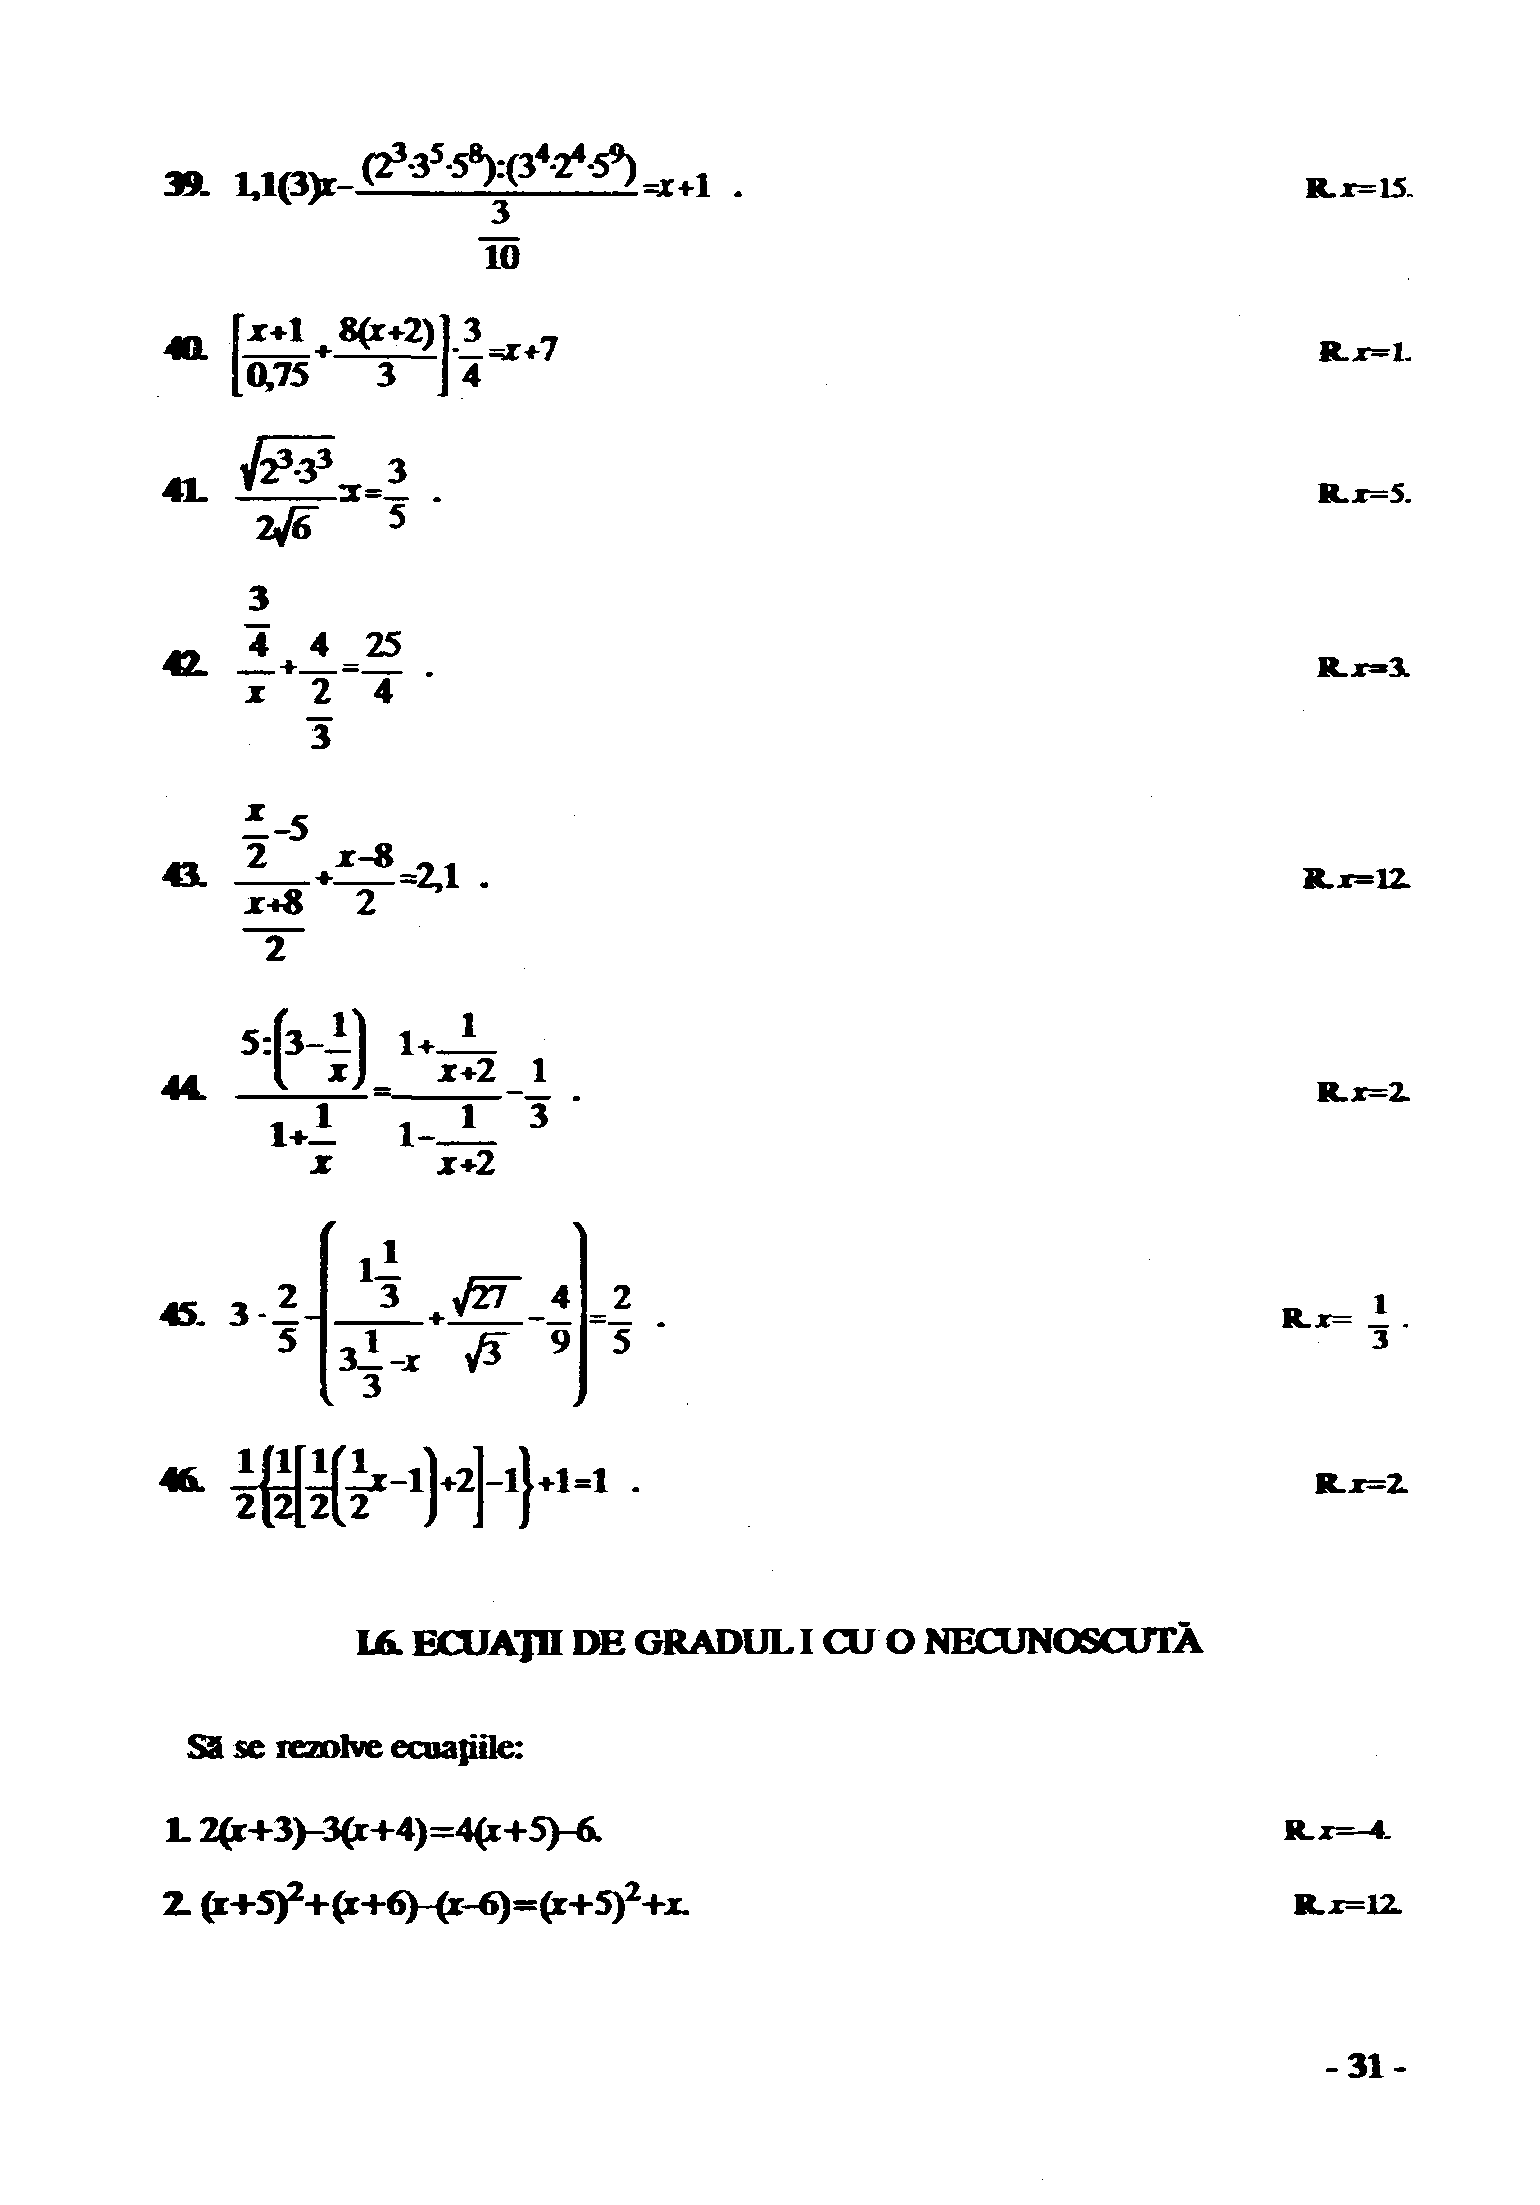 39. 1,1(3)x-((2³·3⁵·5⁸):(3⁴·2⁴·5⁹))/(3/10)=x+1 . R. x=15.
40. [(x+1)/0,75+8(x+2)/3]·3/4=x+7 R. x=1.
41. √(2³·3³)/(2√6):x=3/5 . R. x=5.
42. (3/4)/x+4/(2/3)=25/4 . R. x=3.
43. (x/2-5)/((x+8)/2)+(x-8)/2=2,1 . R. x=12.
44. (5:(3-1/x))/(1+1/x)=(1+1/(x+2))/(1-1/(x+2))-1/3 . R. x=2.
45. 3·2/5-((1 1/3)/(3 1/3-x)+√27/√3-4/9)=2/5 . R. x= 1/3 .
46. 1/2{1/2[1/2(1/2x-1)+2]-1}+1=1 . R. x=2.
I.6. ECUAŢII DE GRADUL I CU O NECUNOSCUTĂ
Să se rezolve ecuaţiile:
1. 2(x+3)-3(x+4)=4(x+5)-6. R. x=-4.
2. (x+5)²+(x+6)-(x-6)=(x+5)²+x. R. x=12.
- 31 -